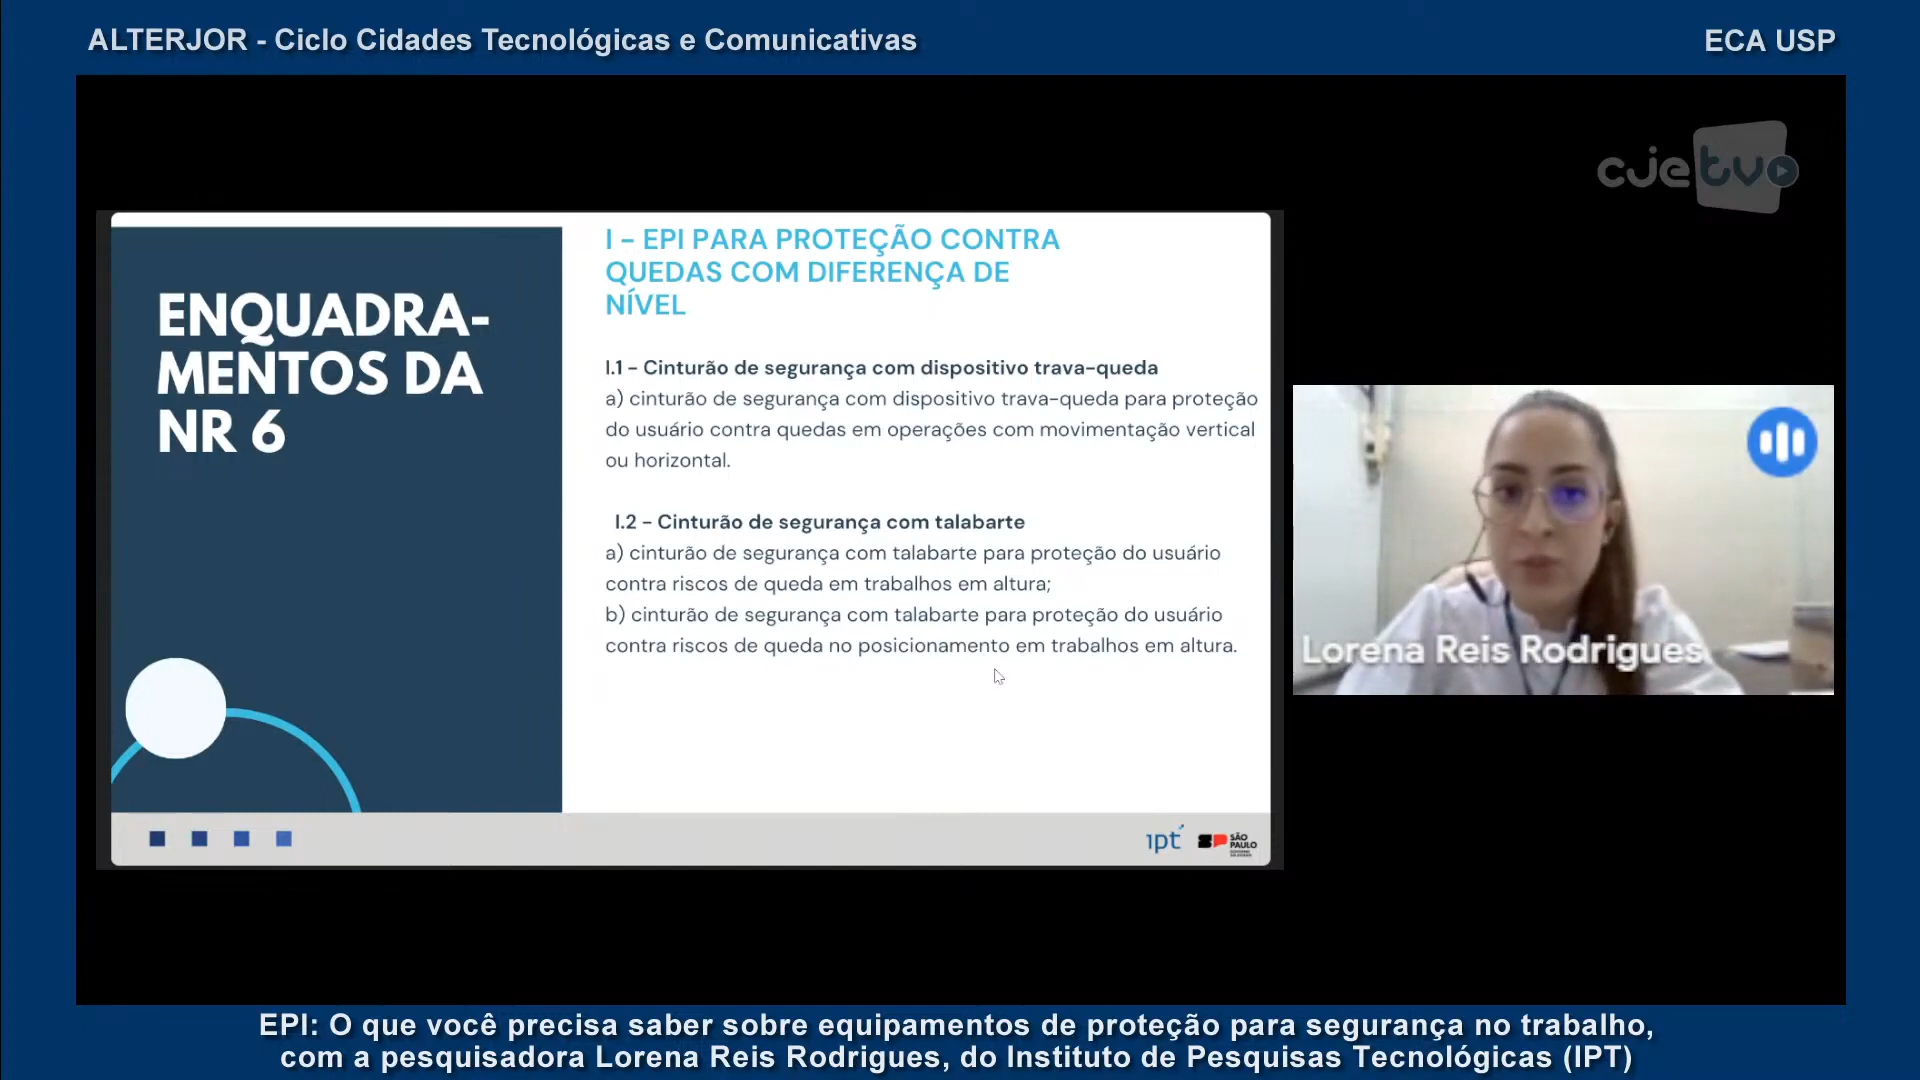 ALTERJOR - Ciclo Cidades Tecnológicas e Comunicativas
ECA USP
cje tv
ENQUADRA-
MENTOS DA
NR 6
I – EPI PARA PROTEÇÃO CONTRA
QUEDAS COM DIFERENÇA DE
NÍVEL
I.1 – Cinturão de segurança com dispositivo trava-queda
a) cinturão de segurança com dispositivo trava-queda para proteção
do usuário contra quedas em operações com movimentação vertical
ou horizontal.
I.2 – Cinturão de segurança com talabarte
a) cinturão de segurança com talabarte para proteção do usuário
contra riscos de queda em trabalhos em altura;
b) cinturão de segurança com talabarte para proteção do usuário
contra riscos de queda no posicionamento em trabalhos em altura.
Lorena Reis Rodrigues
ipt
SP SÃO
PAULO
EPI: O que você precisa saber sobre equipamentos de proteção para segurança no trabalho,
com a pesquisadora Lorena Reis Rodrigues, do Instituto de Pesquisas Tecnológicas (IPT)